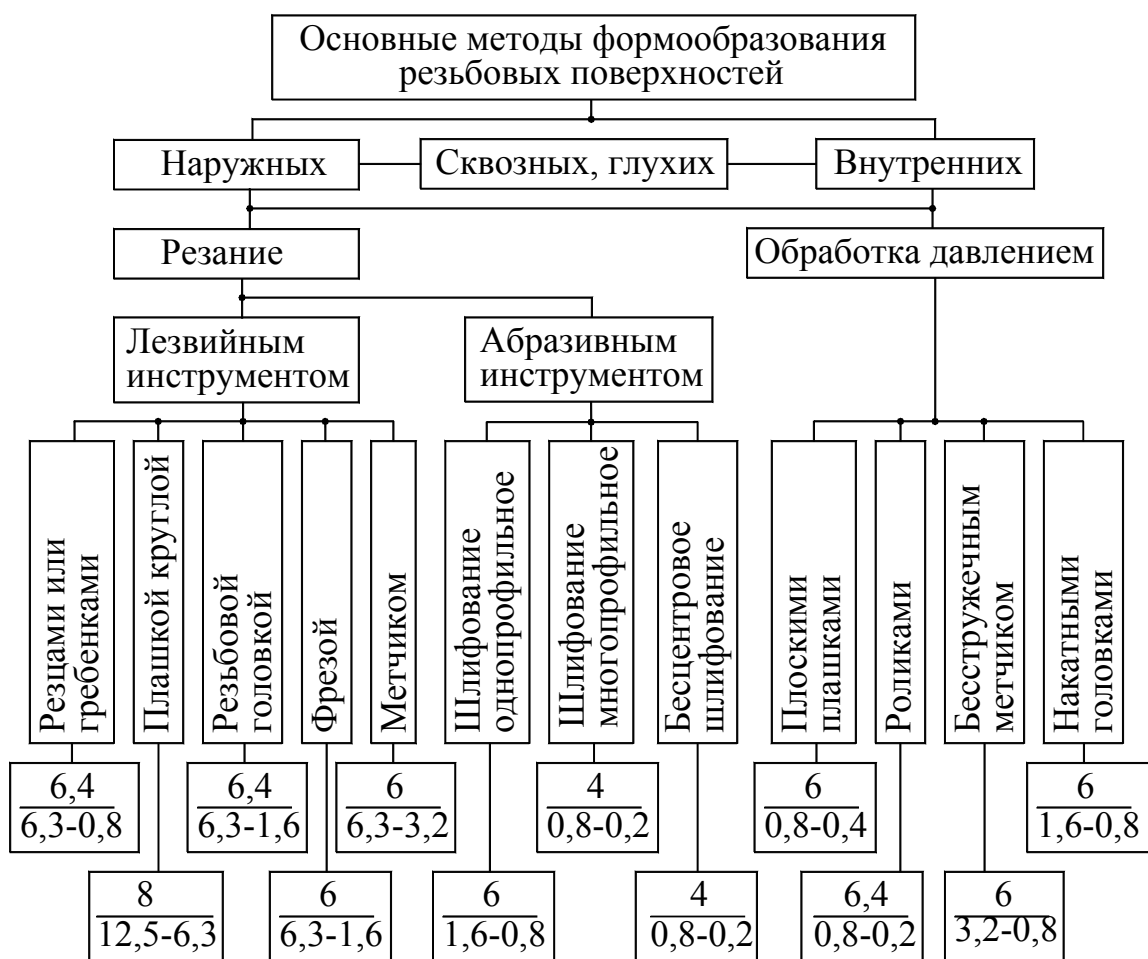 Основные методы формообразования
резьбовых поверхностей
Наружных
Сквозных, глухих
Внутренних
Резание
Обработка давлением
Лезвийным
инструментом
Абразивным
инструментом
Резцами или
гребенками
Плашкой круглой
Резьбовой
головкой
Фрезой
Метчиком
Шлифование
однопрофильное
Шлифование
многопрофильное
Бесцентровое
шлифование
Плоскими
плашками
Роликами
Бесстружечным
метчиком
Накатными
головками
6,4
6,3-0,8
6,4
6,3-1,6
6
6,3-3,2
4
0,8-0,2
6
0,8-0,4
6
1,6-0,8
8
12,5-6,3
6
6,3-1,6
6
1,6-0,8
4
0,8-0,2
6,4
0,8-0,2
6
3,2-0,8